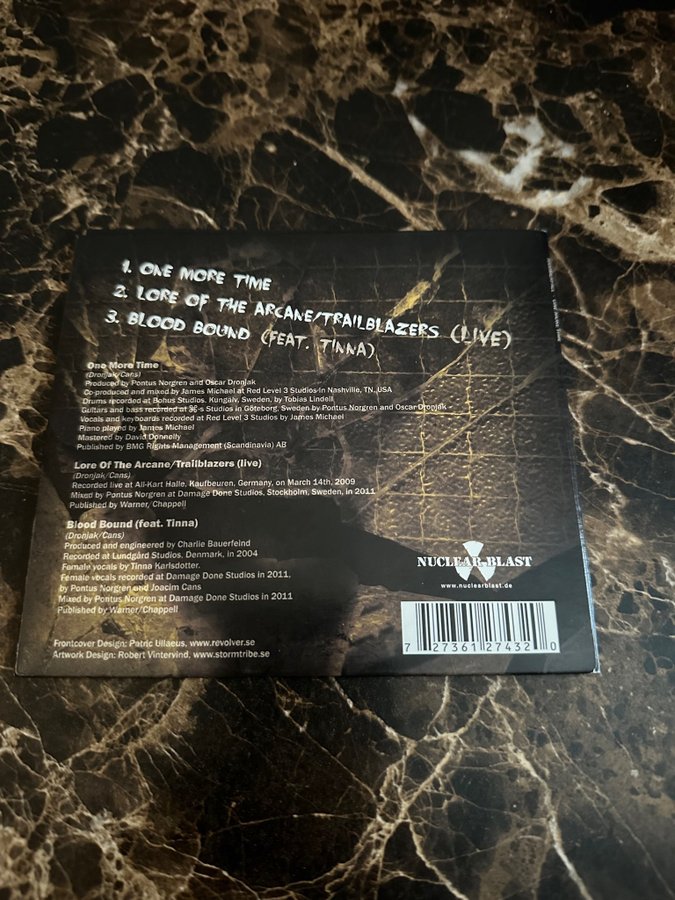 1. ONE MORE TIME
2. LORE OF THE ARCANE/TRAILBLAZERS (LIVE)
3. BLOOD BOUND (FEAT. TINNA)
One More Time
(Dronjak/Cans)
Produced by Pontus Norgren and Oscar Dronjak
Co-produced and mixed by James Michael at Red Level 3 Studios in Nashville, TN, USA
Drums recorded at Bohus Studios, Kungälv, Sweden, by Tobias Lindell
Guitars and bass recorded at ⌘-s Studios in Göteborg, Sweden by Pontus Norgren and Oscar Dronjak
Vocals and keyboards recorded at Red Level 3 Studios by James Michael
Piano played by James Michael
Mastered by David Donnelly
Published by BMG Rights Management (Scandinavia) AB
Lore Of The Arcane/Trailblazers (live)
(Dronjak/Cans)
Recorded live at All-Kart Halle, Kaufbeuren, Germany, on March 14th, 2009
Mixed by Pontus Norgren at Damage Done Studios, Stockholm, Sweden, in 2011
Published by Warner/Chappell
Blood Bound (feat. Tinna)
(Dronjak/Cans)
Produced and engineered by Charlie Bauerfeind
Recorded at Lundgård Studios, Denmark, in 2004
Female vocals by Tinna Karlsdotter.
Female vocals recorded at Damage Done Studios in 2011,
by Pontus Norgren and Joacim Cans
Mixed by Pontus Norgren at Damage Done Studios in 2011
Published by Warner/Chappell
Frontcover Design: Patric Ullaeus, www.revolver.se
Artwork Design: Robert Vintervind, www.stormtribe.se
NUCLEAR BLAST
www.nuclearblast.de
7 27361 27432 0